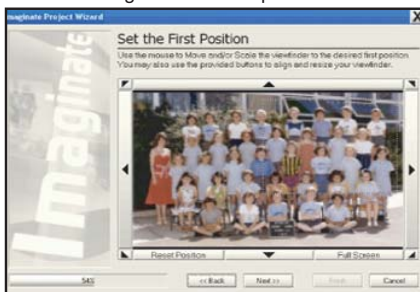 Imaginate Project Wizard
X
Imaginate
Set the First Position
Use the mouse to Move and/or Scale the viewfinder to the desired first position.
You may also use the provided buttons to align and resize your viewfinder.
Reset Position
Full Screen
54%
<< Back
Next >>
Finish
Cancel